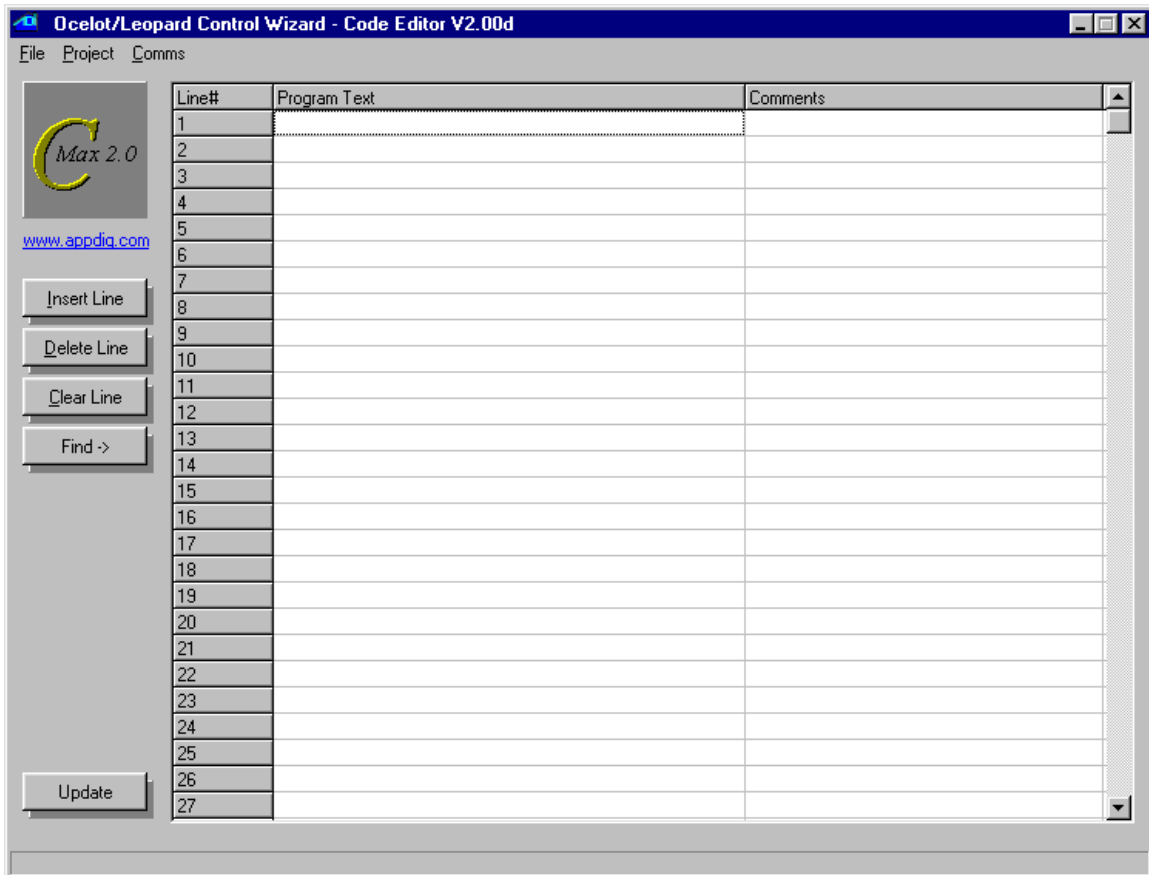 Ocelot/Leopard Control Wizard - Code Editor V2.00d
File Project Comms
C Max 2.0
www.appdig.com
Insert Line
Delete Line
Clear Line
Find ->
Update
Line# Program Text Comments
1
2
3
4
5
6
7
8
9
10
11
12
13
14
15
16
17
18
19
20
21
22
23
24
25
26
27